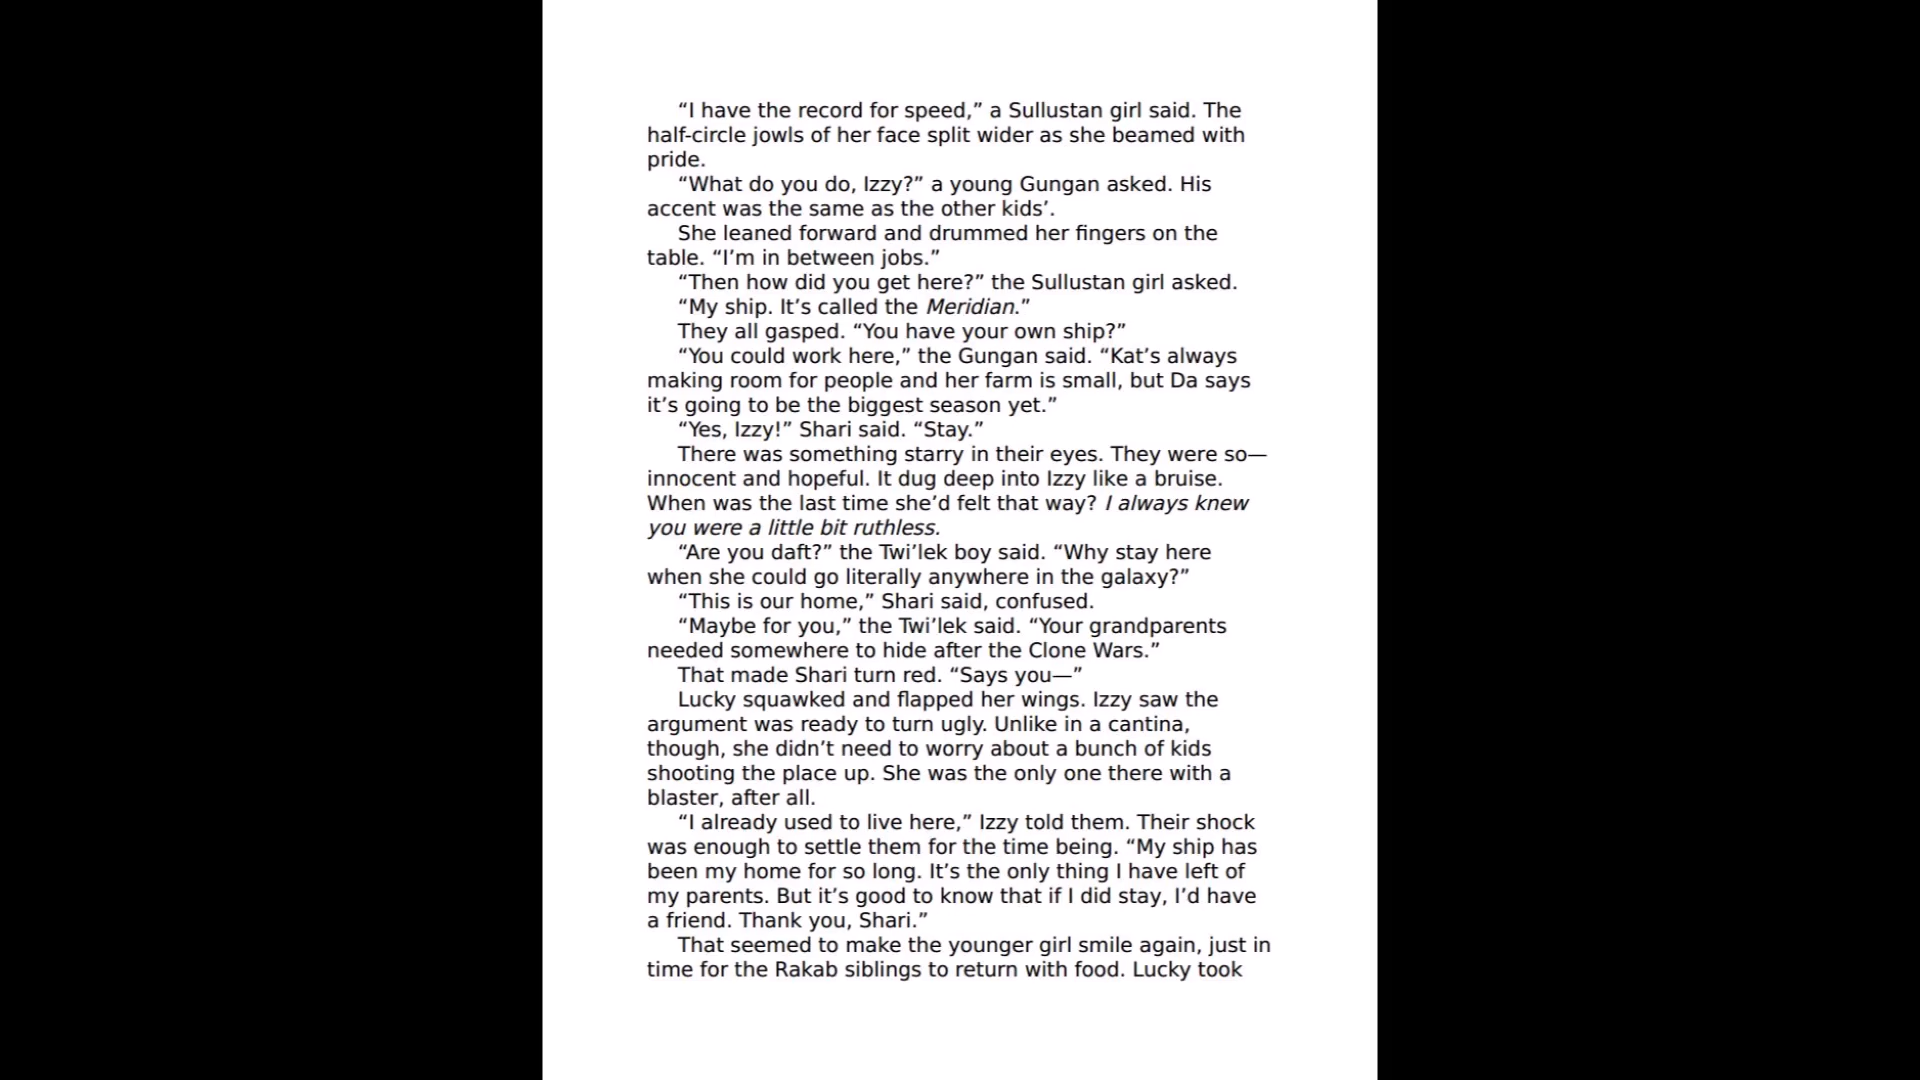 “I have the record for speed,” a Sullustan girl said. The
half-circle jowls of her face split wider as she beamed with
pride.
“What do you do, Izzy?” a young Gungan asked. His
accent was the same as the other kids’.
She leaned forward and drummed her fingers on the
table. “I’m in between jobs.”
“Then how did you get here?” the Sullustan girl asked.
“My ship. It’s called the Meridian.”
They all gasped. “You have your own ship?”
“You could work here,” the Gungan said. “Kat’s always
making room for people and her farm is small, but Da says
it’s going to be the biggest season yet.”
“Yes, Izzy!” Shari said. “Stay.”
There was something starry in their eyes. They were so—
innocent and hopeful. It dug deep into Izzy like a bruise.
When was the last time she’d felt that way? I always knew
you were a little bit ruthless.
“Are you daft?” the Twi’lek boy said. “Why stay here
when she could go literally anywhere in the galaxy?”
“This is our home,” Shari said, confused.
“Maybe for you,” the Twi’lek said. “Your grandparents
needed somewhere to hide after the Clone Wars.”
That made Shari turn red. “Says you—”
Lucky squawked and flapped her wings. Izzy saw the
argument was ready to turn ugly. Unlike in a cantina,
though, she didn’t need to worry about a bunch of kids
shooting the place up. She was the only one there with a
blaster, after all.
“I already used to live here,” Izzy told them. Their shock
was enough to settle them for the time being. “My ship has
been my home for so long. It’s the only thing I have left of
my parents. But it’s good to know that if I did stay, I’d have
a friend. Thank you, Shari.”
That seemed to make the younger girl smile again, just in
time for the Rakab siblings to return with food. Lucky took